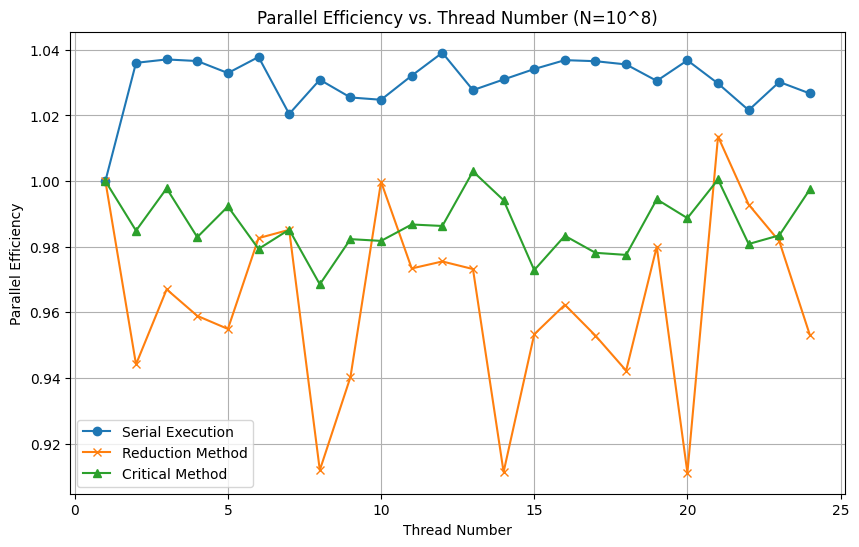 Parallel Efficiency vs. Thread Number (N=10^8)
Parallel Efficiency
1.04
1.02
1.00
0.98
0.96
0.94
0.92
Serial Execution
Reduction Method
Critical Method
0 5 10 15 20 25
Thread Number